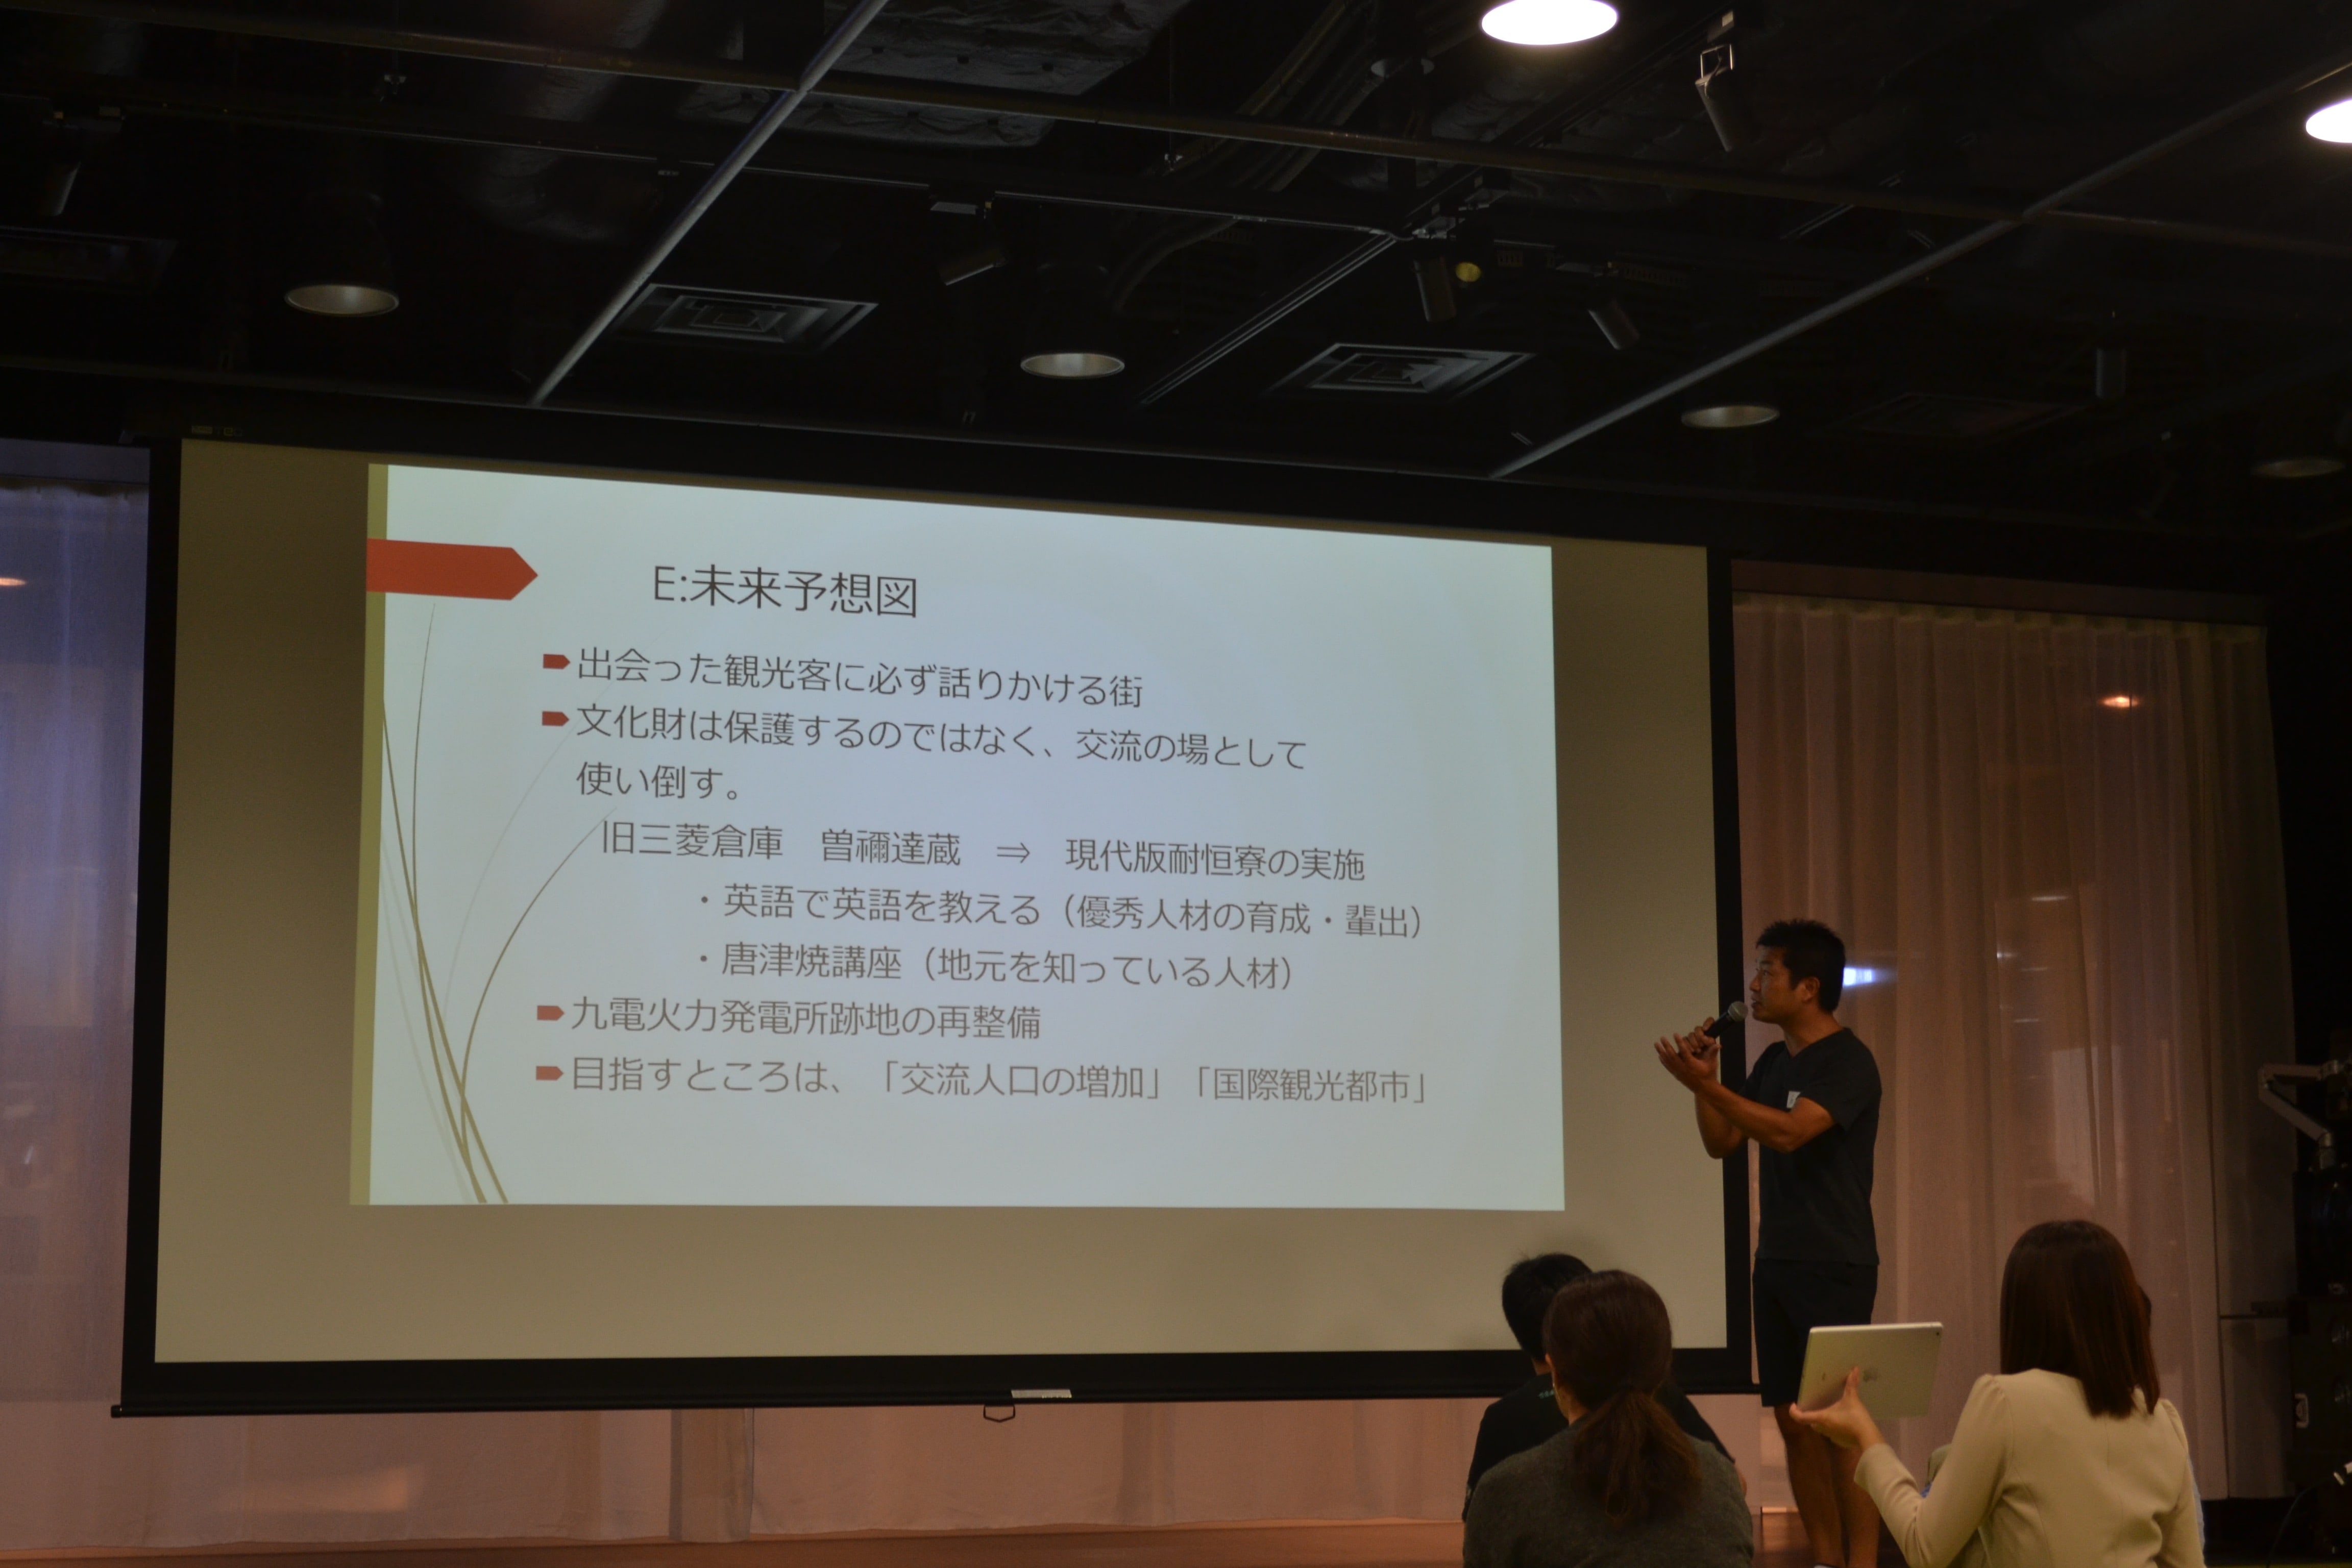 E:未来予想図
出会った観光客に必ず話りかける街
文化財は保護するのではなく、交流の場として
使い倒す。
旧三菱倉庫　曽禰達蔵　⇒　現代版耐恒寮の実施
・英語で英語を教える（優秀人材の育成・輩出）
・唐津焼講座（地元を知っている人材）
九電火力発電所跡地の再整備
目指すところは、「交流人口の増加」「国際観光都市」